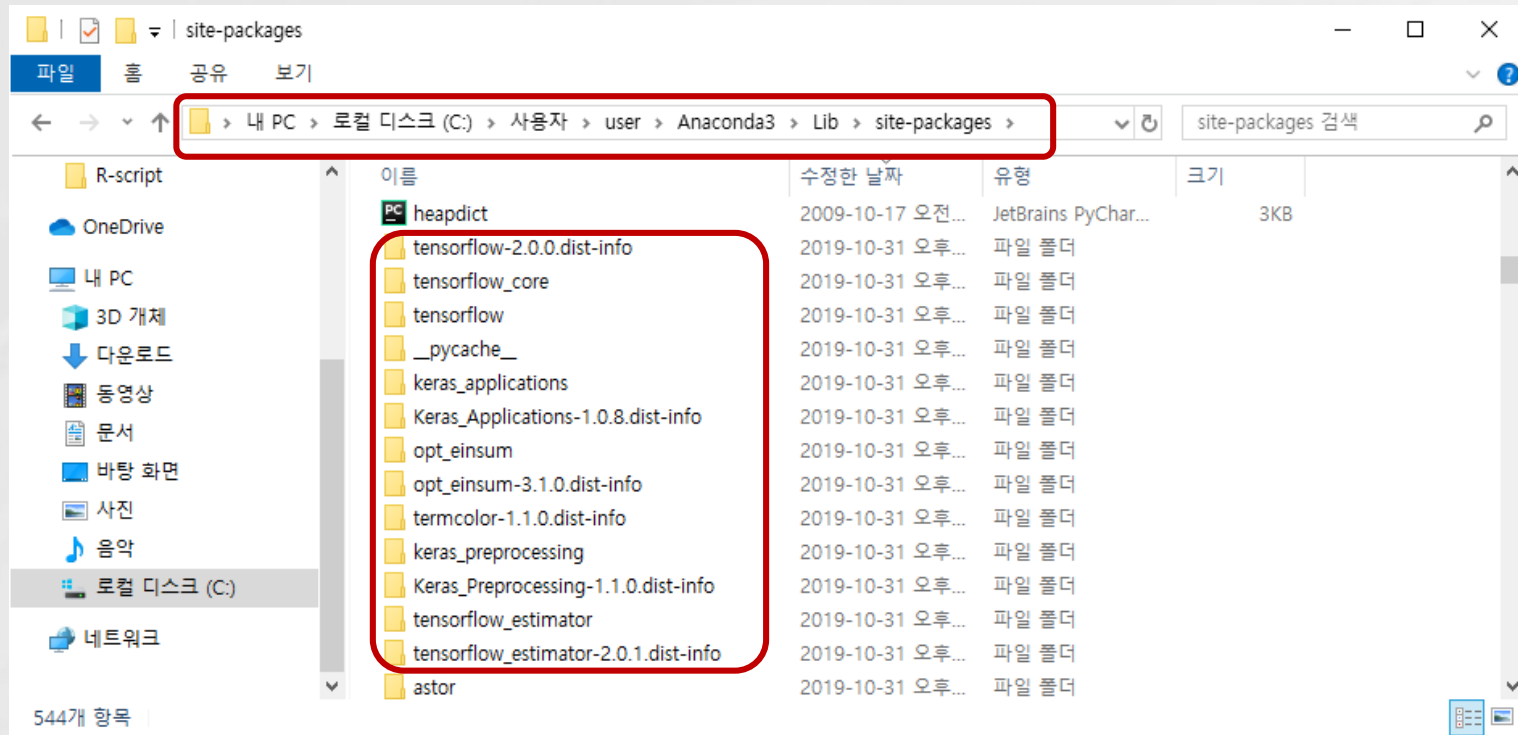 site-packages
파일 홈 공유 보기
내 PC › 로컬 디스크 (C:) › 사용자 › user › Anaconda3 › Lib › site-packages ›
site-packages 검색
R-script
OneDrive
내 PC
3D 개체
다운로드
동영상
문서
바탕 화면
사진
음악
로컬 디스크 (C:)
네트워크
이름 수정한 날짜 유형 크기
PC heapdict 2009-10-17 오전... JetBrains PyChar... 3KB
tensorflow-2.0.0.dist-info 2019-10-31 오후... 파일 폴더
tensorflow_core 2019-10-31 오후... 파일 폴더
tensorflow 2019-10-31 오후... 파일 폴더
__pycache__ 2019-10-31 오후... 파일 폴더
keras_applications 2019-10-31 오후... 파일 폴더
Keras_Applications-1.0.8.dist-info 2019-10-31 오후... 파일 폴더
opt_einsum 2019-10-31 오후... 파일 폴더
opt_einsum-3.1.0.dist-info 2019-10-31 오후... 파일 폴더
termcolor-1.1.0.dist-info 2019-10-31 오후... 파일 폴더
keras_preprocessing 2019-10-31 오후... 파일 폴더
Keras_Preprocessing-1.1.0.dist-info 2019-10-31 오후... 파일 폴더
tensorflow_estimator 2019-10-31 오후... 파일 폴더
tensorflow_estimator-2.0.1.dist-info 2019-10-31 오후... 파일 폴더
astor 2019-10-31 오후... 파일 폴더
544개 항목